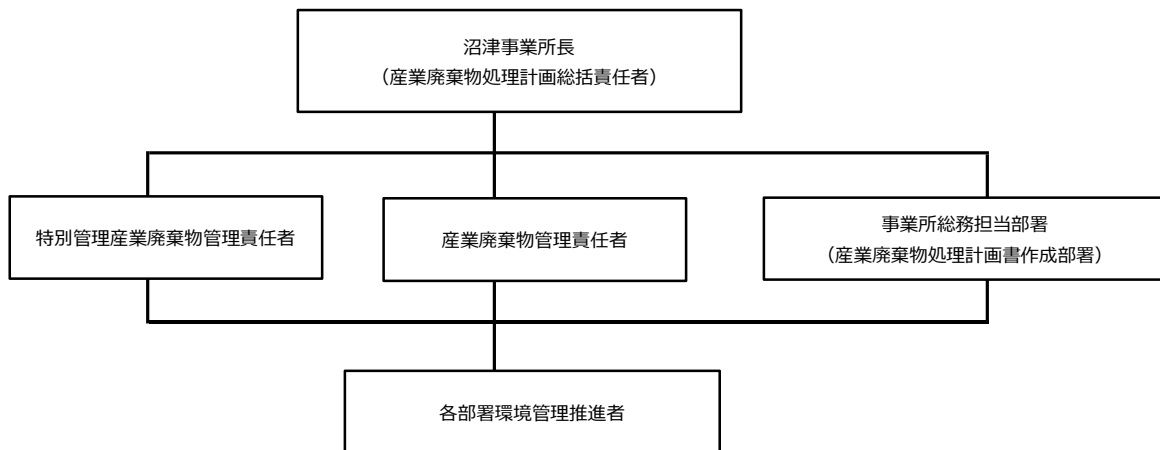 沼津事業所長
（産業廃棄物処理計画総括責任者）
特別管理産業廃棄物管理責任者
産業廃棄物管理責任者
事業所総務担当部署
（産業廃棄物処理計画書作成部署）
各部署環境管理推進者